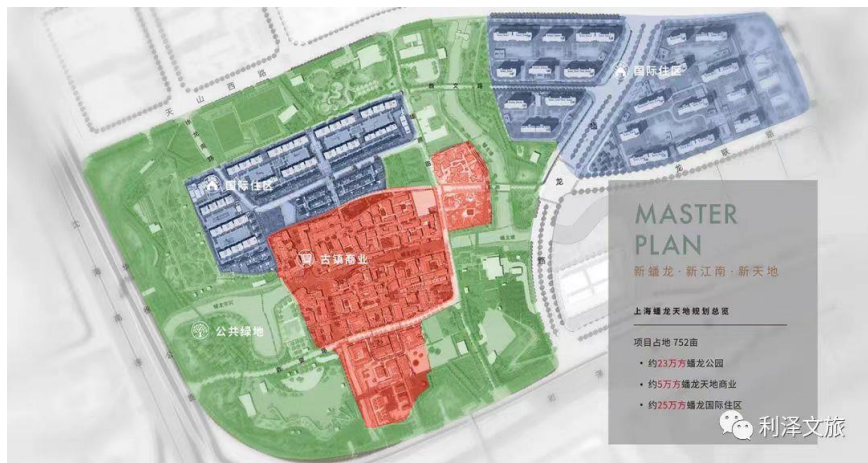 天山西路
国际住区
国际住区
古镇商业
公共绿地
MASTER
PLAN
新蟠龙·新江南·新天地
上海蟠龙天地规划总览
项目占地 752亩
• 约23万方蟠龙公园
• 约5万方蟠龙天地商业
• 约25万方蟠龙国际住区
利泽文旅